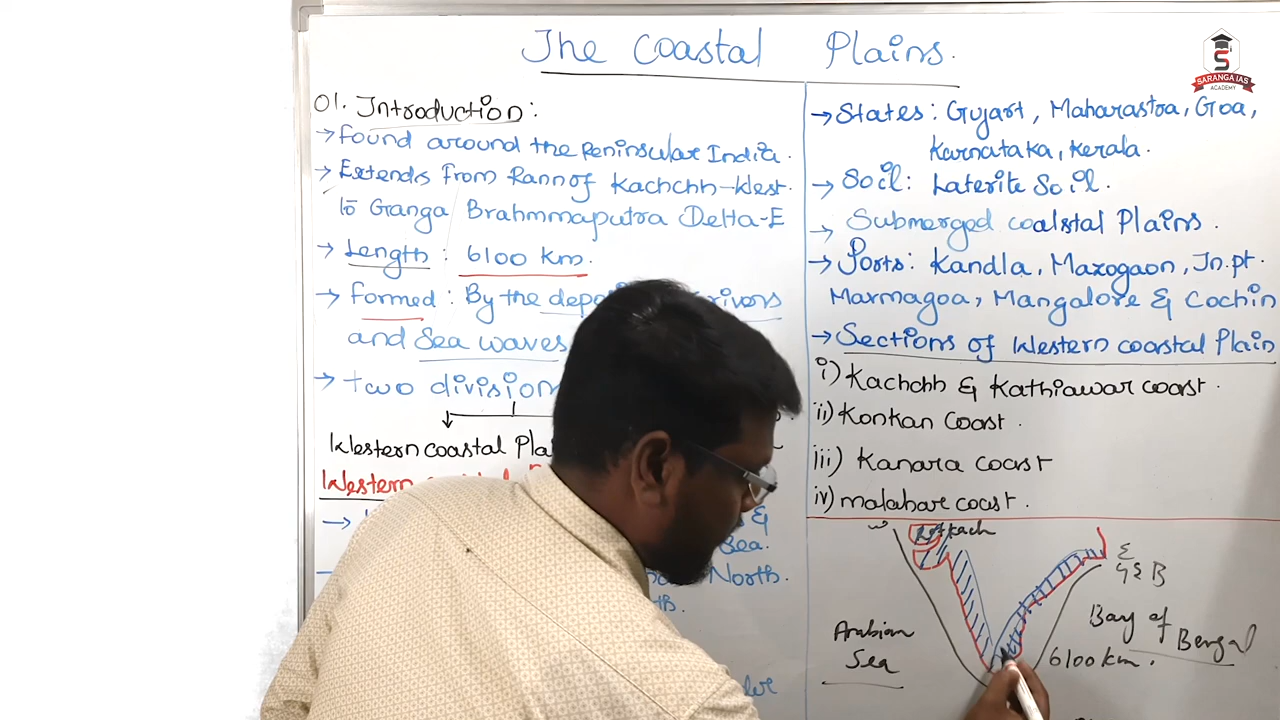 The Coastal Plains.
SARANGA IAS
ACADEMY
01. Introduction:
→ found around the Peninsular India.
→ Extends from Rann of Kachchh-West.
to Ganga Brahmmaputra Delta-E
→ Length: 6100 km.
→ formed: By the rivers
and Sea waves
→ two division
Western coastal Pla
Western
&
Sea.
North.
→ States: Gujart, Maharastra, Goa,
Karnataka, Kerala.
→ Soil: Laterite Soil.
→ Submerged coalstal Plains.
→ Ports: Kandla, Mazogaon, Jn.pt.
Marmagoa, Mangalore & Cochin
→ Sections of Western coastal Plain
i) Kachchh & Kathiawar coast.
ii) Konkan Coast.
iii) Kanara coast
iv) malabar coast.
E
G & B
Arabian
Sea
Bay of
Bengal
6100 km.